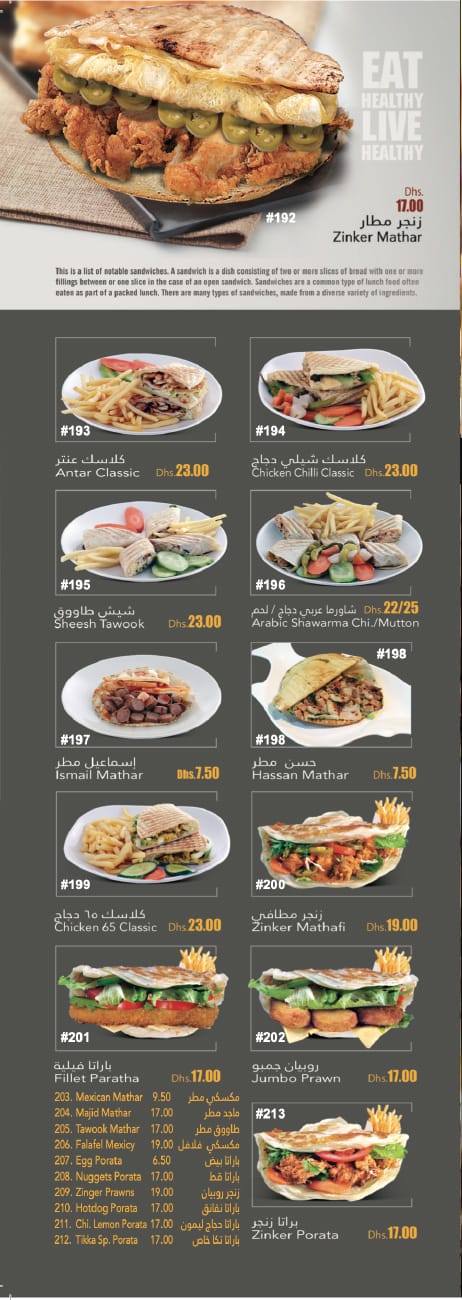 EAT
HEALTHY
LIVE
HEALTHY
Dhs.
17.00
#192
زنجر مطار
Zinker Mathar
This is a list of notable sandwiches. A sandwich is a dish consisting of two or more slices of bread with one or more
fillings between or one slice in the case of an open sandwich. Sandwiches are a common type of lunch food often
eaten as part of a packed lunch. There are many types of sandwiches, made from a diverse variety of ingredients.
#193
كلاسك عنتر
Antar Classic Dhs.23.00
#194
كلاسك شيلي دجاج
Chicken Chilli Classic Dhs.23.00
#195
شيش طاووق
Sheesh Tawook Dhs.23.00
#196
شاورما عربي دجاج / لحم Dhs.22/25
Arabic Shawarma Chi./Mutton
#197
إسماعيل مطر
Ismail Mathar Dhs.7.50
#198
#198
حسن مطر
Hassan Mathar Dhs.7.50
#199
كلاسك ٦٥ دجاج
Chicken 65 Classic Dhs.23.00
#200
زنجر مطافي
Zinker Mathafi Dhs.19.00
#201
باراتا فيلية
Fillet Paratha Dhs.17.00
#202
روبيان جمبو
Jumbo Prawn Dhs.17.00
203. Mexican Mathar 9.50 مكسكي مطر
204. Majid Mathar 17.00 ماجد مطر
205. Tawook Mathar 17.00 طاووق مطر
206. Falafel Mexicy 19.00 مكسكي فلافل
207. Egg Porata 6.50 باراتا بيض
208. Nuggets Porata 17.00 باراتا قط
209. Zinger Prawns 19.00 زنجر روبيان
210. Hotdog Porata 17.00 باراتا نقانق
211. Chi. Lemon Porata 17.00 باراتا دجاج ليمون
212. Tikka Sp. Porata 17.00 باراتا تكا خاص
#213
براتا زنجر
Zinker Porata Dhs.17.00